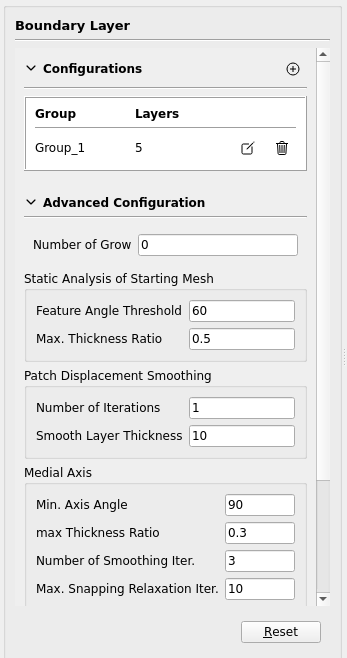 Boundary Layer
Configurations
Group Layers
Group_1 5
Advanced Configuration
Number of Grow 0
Static Analysis of Starting Mesh
Feature Angle Threshold 60
Max. Thickness Ratio 0.5
Patch Displacement Smoothing
Number of Iterations 1
Smooth Layer Thickness 10
Medial Axis
Min. Axis Angle 90
max Thickness Ratio 0.3
Number of Smoothing Iter. 3
Max. Snapping Relaxation Iter. 10
Reset